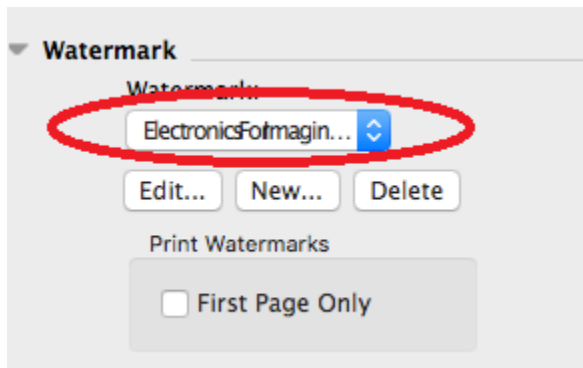 Watermark
Watermark:
ElectronicsForImagin...
Edit... New... Delete
Print Watermarks
First Page Only